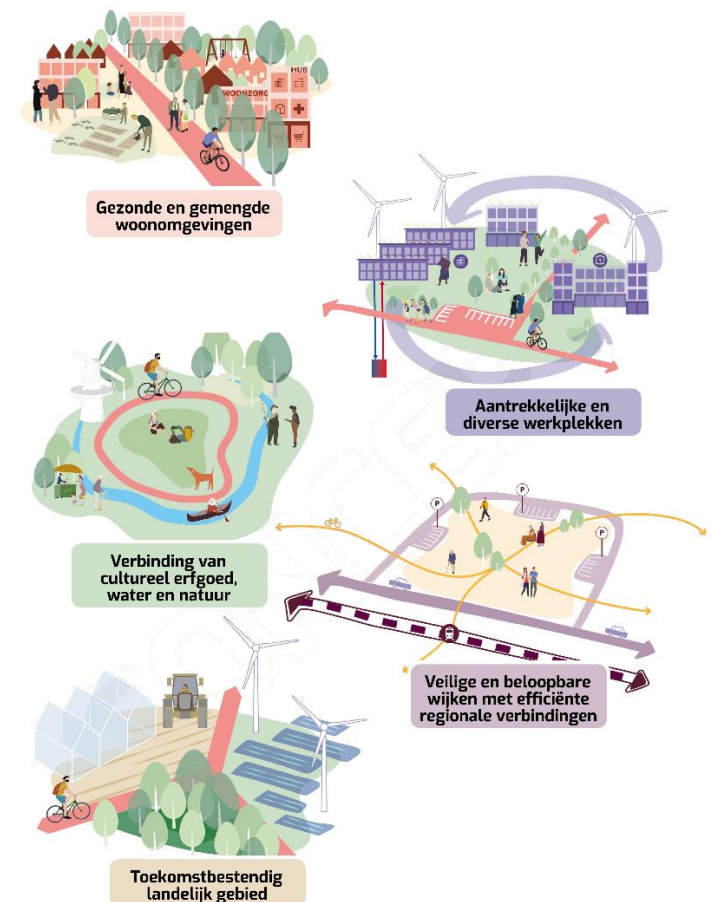 HUB
WOONZORG
Gezonde en gemengde
woonomgevingen
Aantrekkelijke en
diverse werkplekken
Verbinding van
cultureel erfgoed,
water en natuur
P
P
P
Veilige en beloopbare
wijken met efficiënte
regionale verbindingen
Toekomstbestendig
landelijk gebied